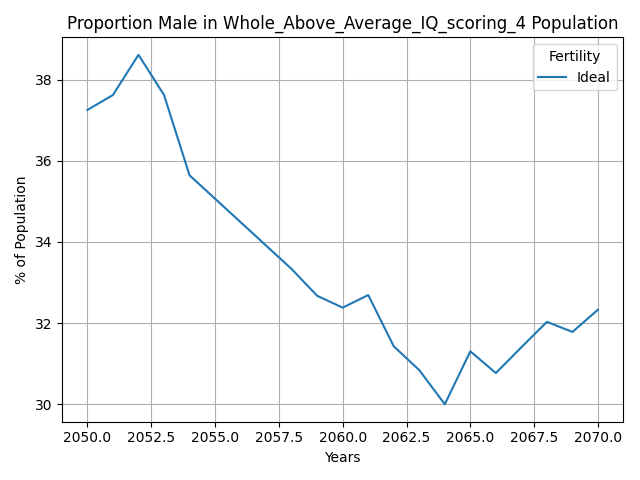 Proportion Male in Whole_Above_Average_IQ_scoring_4 Population
Fertility
Ideal
% of Population
38
36
34
32
30
2050.0 2052.5 2055.0 2057.5 2060.0 2062.5 2065.0 2067.5 2070.0
Years